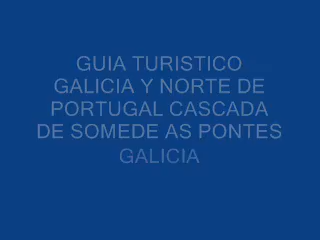 GUIA TURISTICO
GALICIA Y NORTE DE
PORTUGAL CASCADA
DE SOMEDE AS PONTES
GALICIA